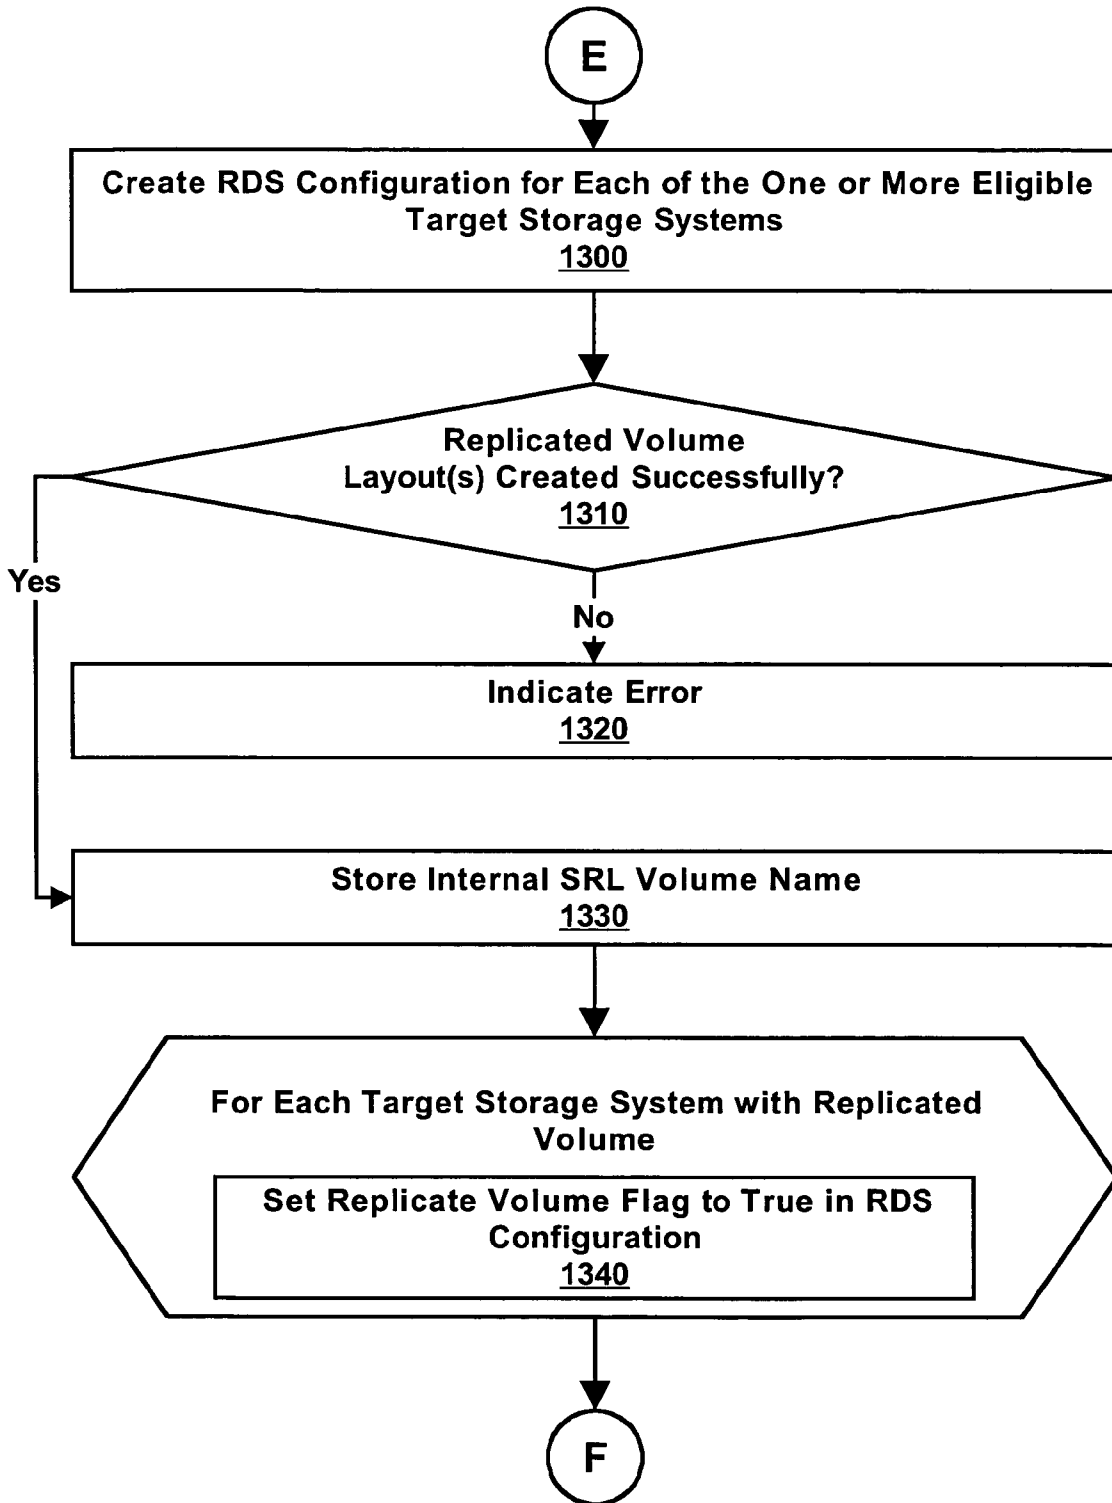 E
Create RDS Configuration for Each of the One or More Eligible
Target Storage Systems
1300
Replicated Volume
Layout(s) Created Successfully?
1310
Yes
No
Indicate Error
1320
Store Internal SRL Volume Name
1330
For Each Target Storage System with Replicated
Volume
Set Replicate Volume Flag to True in RDS
Configuration
1340
F